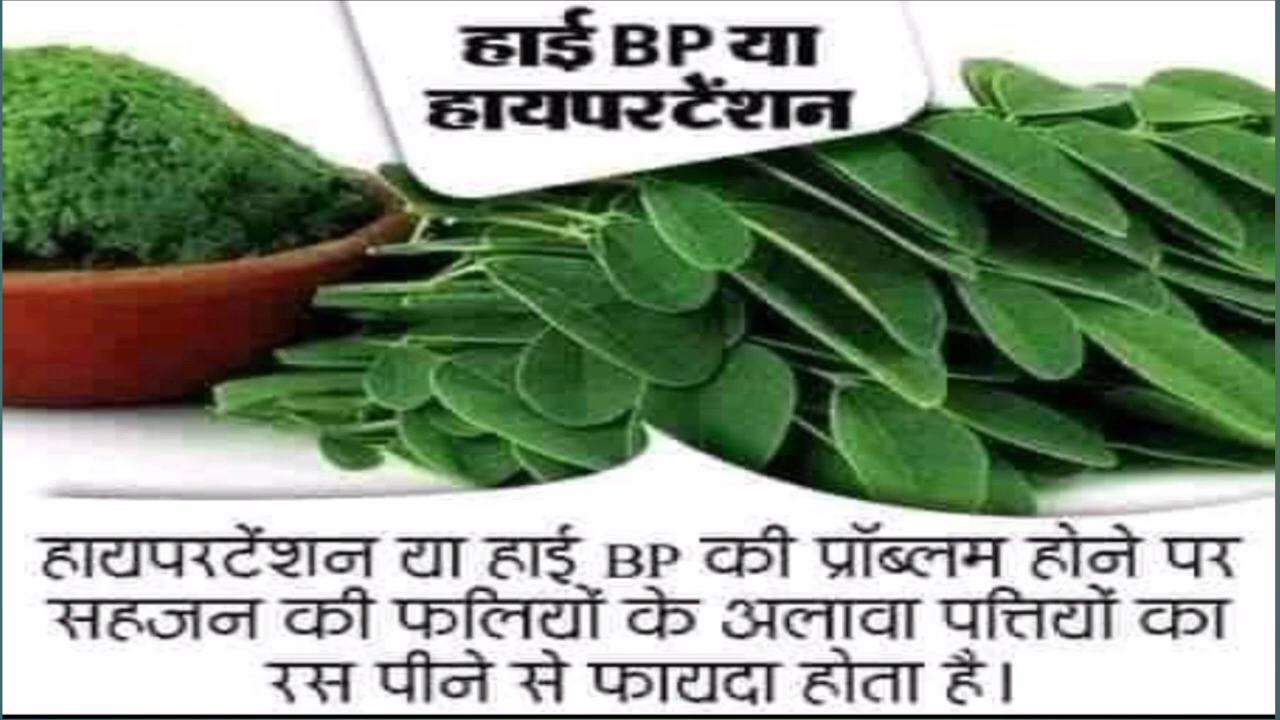 हाई BP या
हायपरटेंशन
हायपरटेंशन या हाई BP की प्रॉब्लम होने पर
सहजन की फलियों के अलावा पत्तियों का
रस पीने से फायदा होता है।